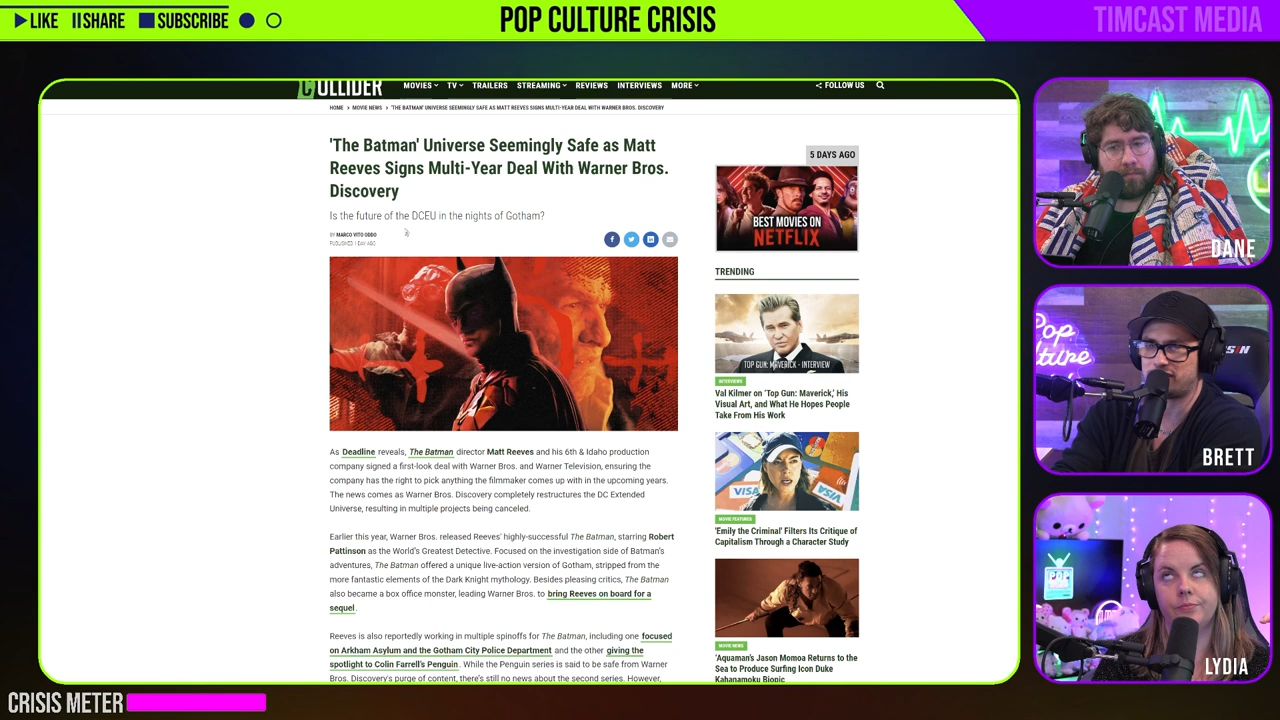 LIKE
SHARE
SUBSCRIBE
POP CULTURE CRISIS
TIMCAST MEDIA
COLLIDER
MOVIES
TV
TRAILERS
STREAMING
REVIEWS
INTERVIEWS
MORE
FOLLOW US
HOME > MOVIE NEWS > 'THE BATMAN' UNIVERSE SEEMINGLY SAFE AS MATT REEVES SIGNS MULTI-YEAR DEAL WITH WARNER BROS. DISCOVERY
'The Batman' Universe Seemingly Safe as Matt
Reeves Signs Multi-Year Deal With Warner Bros.
Discovery
Is the future of the DCEU in the nights of Gotham?
BY MARCO VITO ODDO
PUBLISHED 1 DAY AGO
As Deadline reveals, The Batman director Matt Reeves and his 6th & Idaho production
company signed a first-look deal with Warner Bros. and Warner Television, ensuring the
company has the right to pick anything the filmmaker comes up with in the upcoming years.
The news comes as Warner Bros. Discovery completely restructures the DC Extended
Universe, resulting in multiple projects being canceled.
Earlier this year, Warner Bros. released Reeves' highly-successful The Batman, starring Robert
Pattinson as the World's Greatest Detective. Focused on the investigation side of Batman's
adventures, The Batman offered a unique live-action version of Gotham, stripped from the
more fantastic elements of the Dark Knight mythology. Besides pleasing critics, The Batman
also became a box office monster, leading Warner Bros. to bring Reeves on board for a
sequel.
Reeves is also reportedly working in multiple spinoffs for The Batman, including one focused
on Arkham Asylum and the Gotham City Police Department and the other giving the
spotlight to Colin Farrell's Penguin. While the Penguin series is said to be safe from Warner
Bros. Discovery's purge of content, there's still no news about the second series. However,
5 DAYS AGO
BEST MOVIES ON
NETFLIX
TRENDING
TOP GUN: MAVERICK - INTERVIEW
INTERVIEWS
Val Kilmer on 'Top Gun: Maverick,' His
Visual Art, and What He Hopes People
Take From His Work
VISA
VISA
MOVIE FEATURES
'Emily the Criminal' Filters Its Critique of
Capitalism Through a Character Study
MOVIE NEWS
'Aquaman's Jason Momoa Returns to the
Sea to Produce Surfing Icon Duke
Kahanamoku Biopic
DANE
Pop
BRETT
LYDIA
CRISIS METER